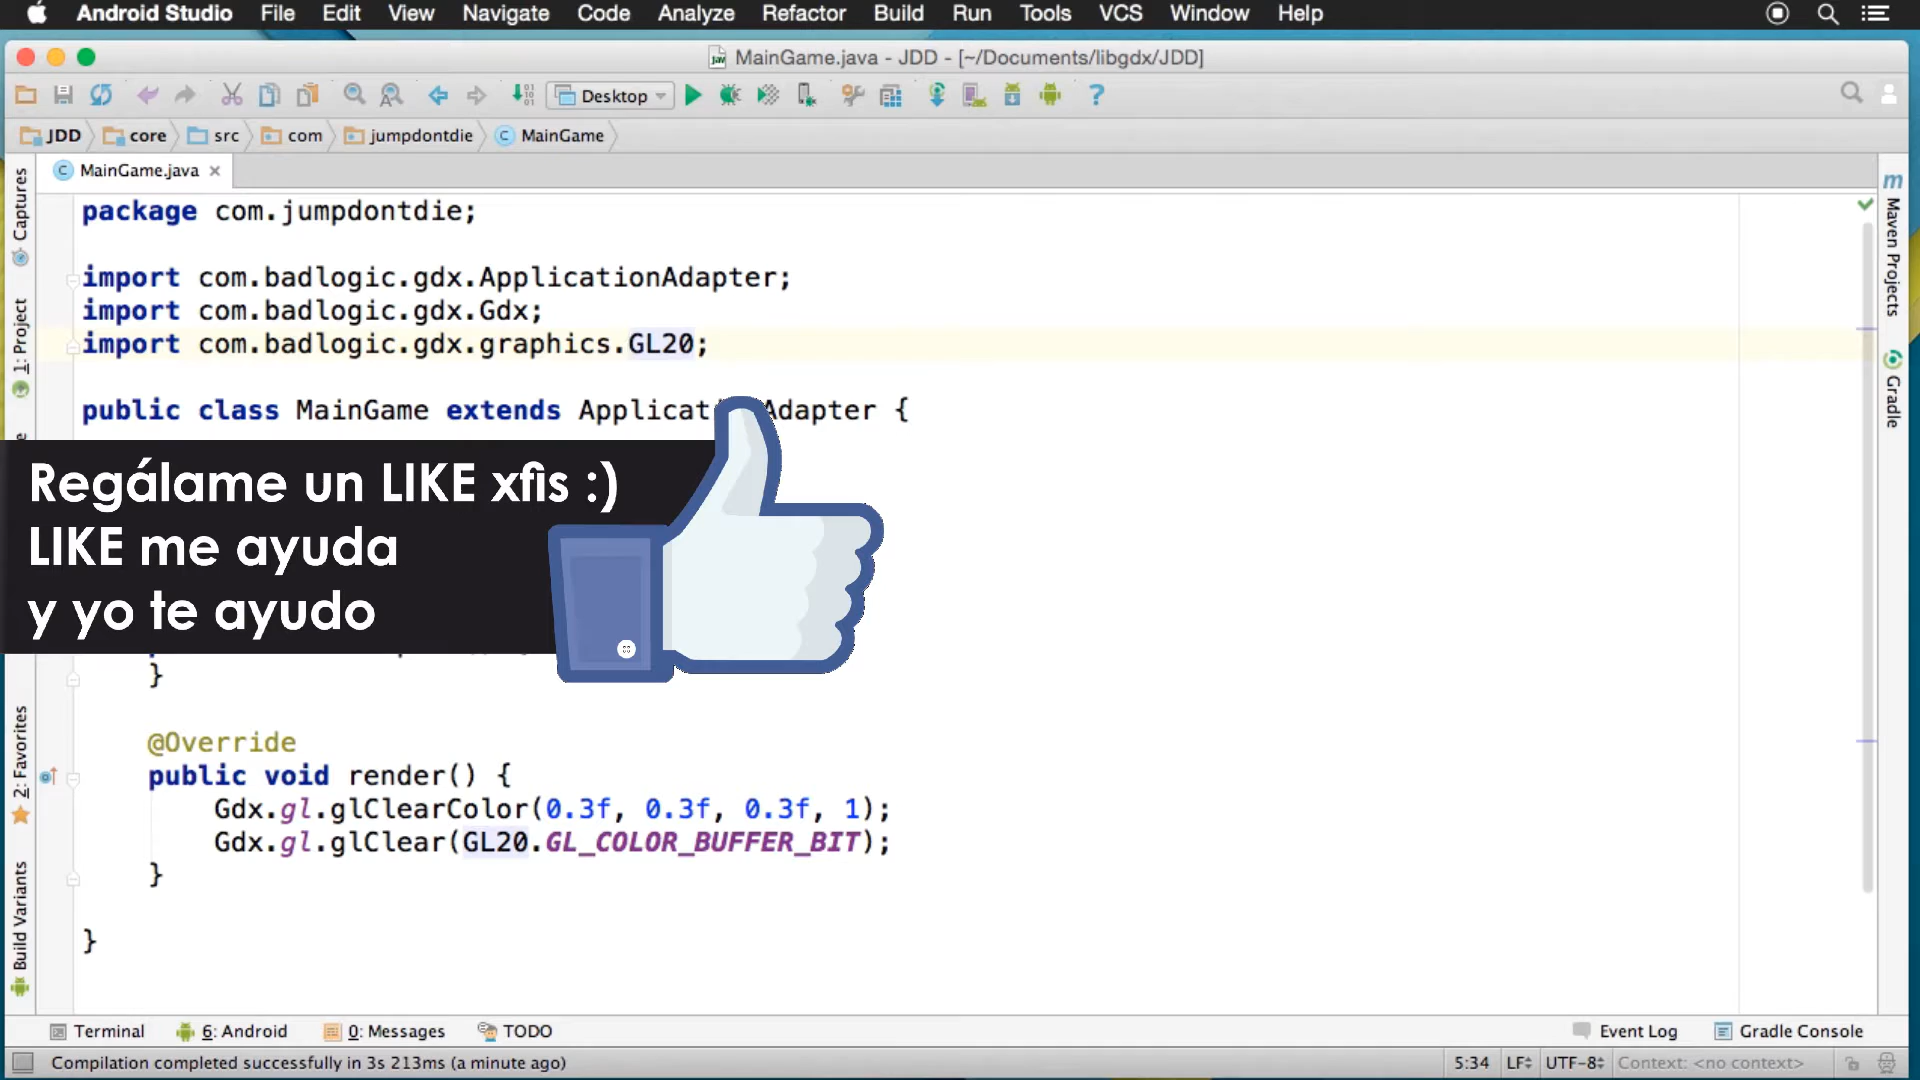 Android Studio File Edit View Navigate Code Analyze Refactor Build Run Tools VCS Window Help
MainGame.java - JDD - [~/Documents/libgdx/JDD]
Desktop
JDD core src com jumpdontdie MainGame
MainGame.java
Captures
1: Project
2: Favorites
Build Variants
Maven Projects
Gradle
package com.jumpdontdie;
import com.badlogic.gdx.ApplicationAdapter;
import com.badlogic.gdx.Gdx;
import com.badlogic.gdx.graphics.GL20;
public class MainGame extends Applicat Adapter {
Regálame un LIKE xfis :)
LIKE me ayuda
y yo te ayudo
}
@Override
public void render() {
Gdx.gl.glClearColor(0.3f, 0.3f, 0.3f, 1);
Gdx.gl.glClear(GL20.GL_COLOR_BUFFER_BIT);
}
}
Terminal 6: Android 0: Messages TODO Event Log Gradle Console
Compilation completed successfully in 3s 213ms (a minute ago) 5:34 LF UTF-8 Context: <no context>